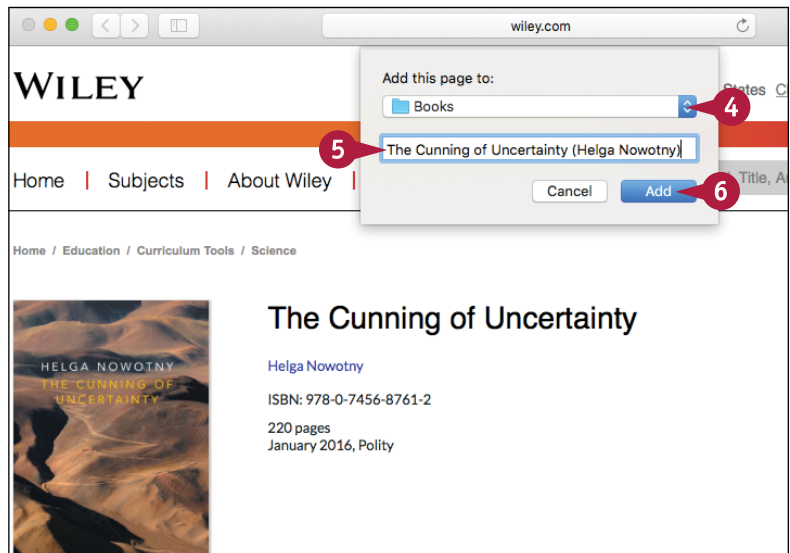 wiley.com
Add this page to:
WILEY
States C
Books
4
5
The Cunning of Uncertainty (Helga Nowotny)
Home | Subjects | About Wiley |
Title, A
Cancel
Add
6
Home / Education / Curriculum Tools / Science
The Cunning of Uncertainty
HELGA NOWOTNY
THE CUNNING OF
UNCERTAINTY
Helga Nowotny
ISBN: 978-0-7456-8761-2
220 pages
January 2016, Polity